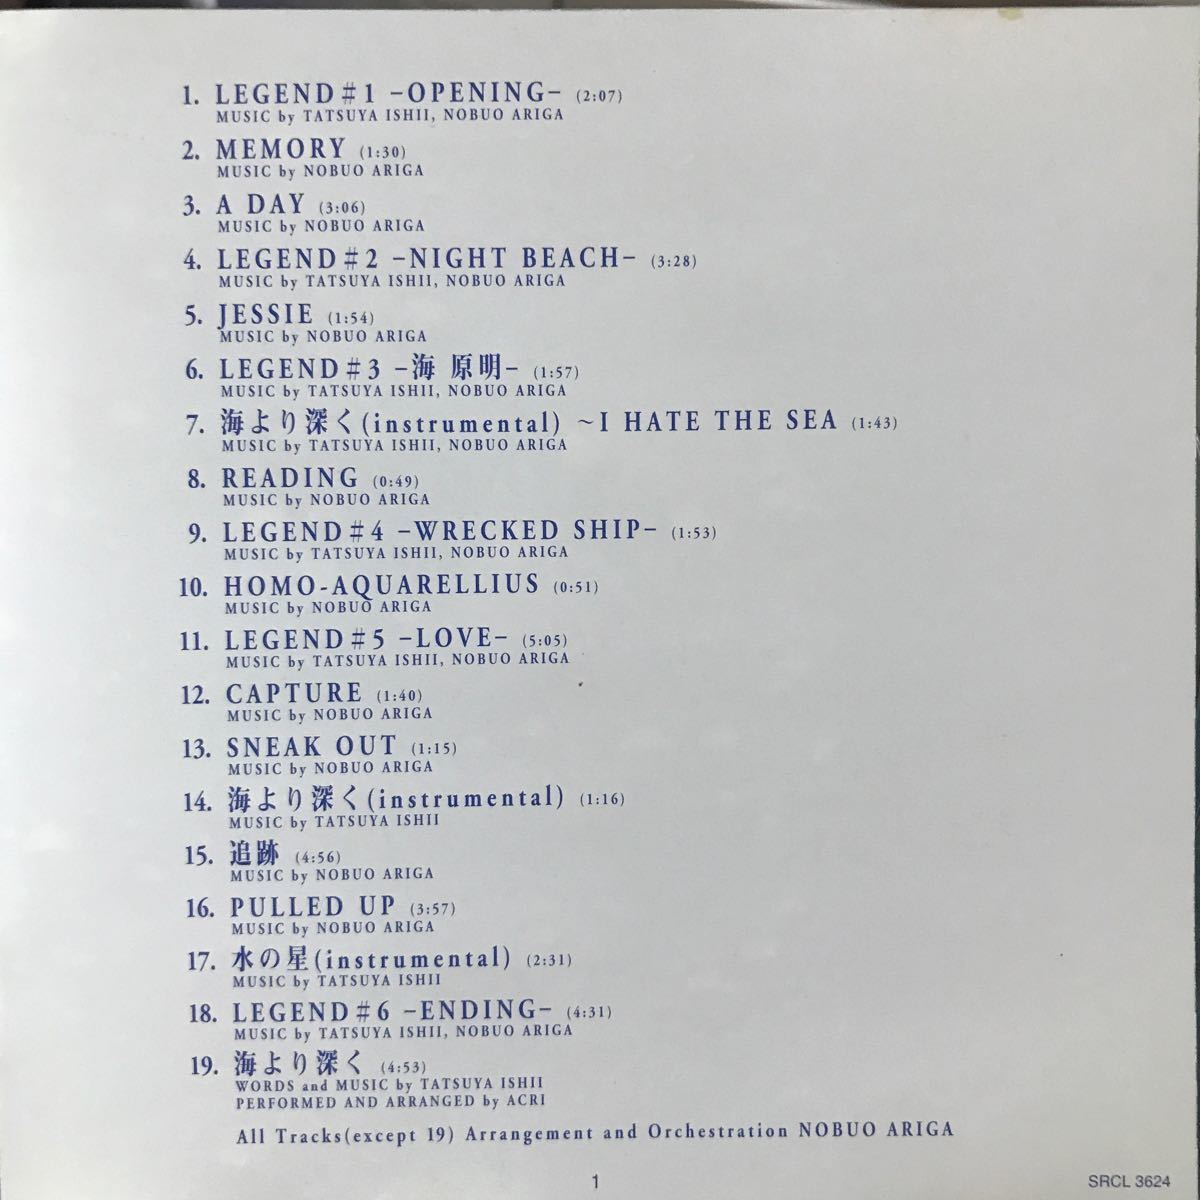 1. LEGEND#1 –OPENING– (2:07)
MUSIC by TATSUYA ISHII, NOBUO ARIGA
2. MEMORY (1:30)
MUSIC by NOBUO ARIGA
3. A DAY (3:06)
MUSIC by NOBUO ARIGA
4. LEGEND#2 –NIGHT BEACH– (3:28)
MUSIC by TATSUYA ISHII, NOBUO ARIGA
5. JESSIE (1:54)
MUSIC by NOBUO ARIGA
6. LEGEND#3 –海 原明– (1:57)
MUSIC by TATSUYA ISHII, NOBUO ARIGA
7. 海より深く(instrumental) ~I HATE THE SEA (1:43)
MUSIC by TATSUYA ISHII, NOBUO ARIGA
8. READING (0:49)
MUSIC by NOBUO ARIGA
9. LEGEND#4 –WRECKED SHIP– (1:53)
MUSIC by TATSUYA ISHII, NOBUO ARIGA
10. HOMO-AQUARELLIUS (0:51)
MUSIC by NOBUO ARIGA
11. LEGEND#5 –LOVE– (5:05)
MUSIC by TATSUYA ISHII, NOBUO ARIGA
12. CAPTURE (1:40)
MUSIC by NOBUO ARIGA
13. SNEAK OUT (1:15)
MUSIC by NOBUO ARIGA
14. 海より深く(instrumental) (1:16)
MUSIC by TATSUYA ISHII
15. 追跡 (4:56)
MUSIC by NOBUO ARIGA
16. PULLED UP (3:57)
MUSIC by NOBUO ARIGA
17. 水の星(instrumental) (2:31)
MUSIC by TATSUYA ISHII
18. LEGEND#6 –ENDING– (4:31)
MUSIC by TATSUYA ISHII, NOBUO ARIGA
19. 海より深く (4:53)
WORDS and MUSIC by TATSUYA ISHII
PERFORMED AND ARRANGED by ACRI
All Tracks(except 19) Arrangement and Orchestration NOBUO ARIGA
1
SRCL 3624